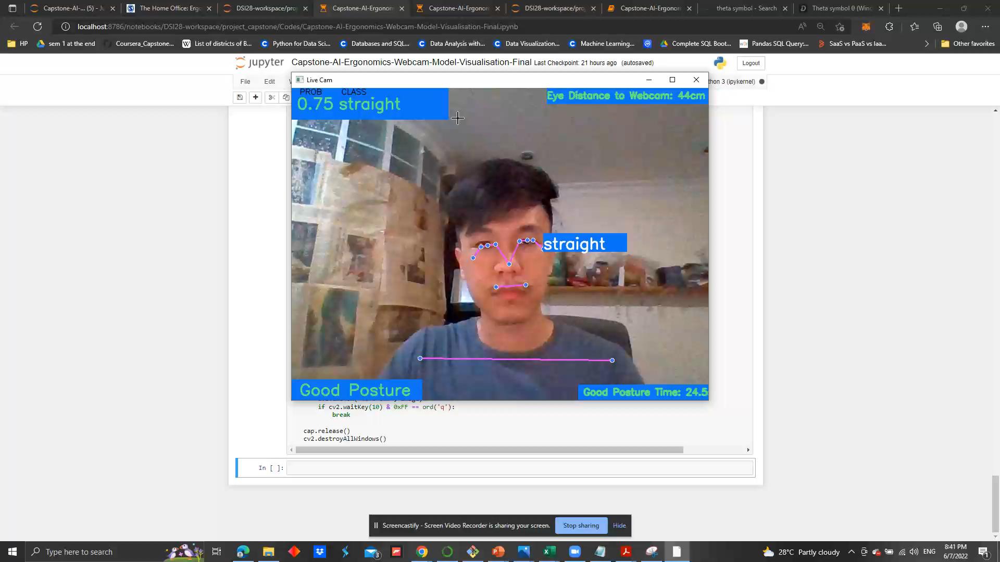 Capstone-AI-... (5) - Ju
The Home Office: Ergo
DSI28-workspace/pro
Capstone-AI-Ergonom
Capstone-AI-Ergonom
DSI28-workspace/pro
Capstone-AI-Ergonom
theta symbol - Search
Theta symbol θ (Wind
localhost:8786/notebooks/DSI28-workspace/project_capstone/Codes/Capstone-AI-Ergonomics-Webcam-Model-Visualisation-Final.ipynb
HP
sem 1 at the end
Coursera_Capstone...
List of districts of B...
Python for Data Sci...
Databases and SQL...
Data Analysis with...
Data Visualization...
Machine Learning...
Complete SQL Boot...
Pandas SQL Query:...
SaaS vs PaaS vs Iaa...
Other favorites
jupyter Capstone-AI-Ergonomics-Webcam-Model-Visualisation-Final Last Checkpoint: 21 hours ago (autosaved)
Logout
File Edit
thon 3 (ipykernel)
Live Cam
PROB CLASS
0.75 straight
Eye Distance to Webcam: 44cm
straight
Good Posture
Good Posture Time: 24.5
if cv2.waitKey(10) & 0xFF == ord('q'):
break
cap.release()
cv2.destroyAllWindows()
In [ ]:
Screencastify - Screen Video Recorder is sharing your screen.
Stop sharing
Hide
Type here to search
3
28°C Partly cloudy
ENG
8:41 PM
6/7/2022
1